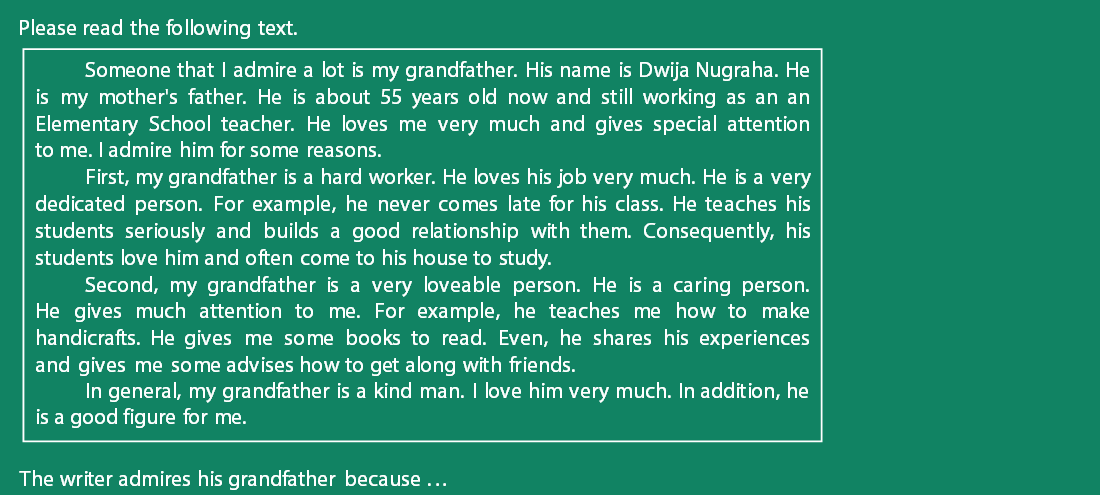 Please read the following text.
Someone that I admire a lot is my grandfather. His name is Dwija Nugraha. He
is my mother's father. He is about 55 years old now and still working as an an
Elementary School teacher. He loves me very much and gives special attention
to me. I admire him for some reasons.
First, my grandfather is a hard worker. He loves his job very much. He is a very
dedicated person. For example, he never comes late for his class. He teaches his
students seriously and builds a good relationship with them. Consequently, his
students love him and often come to his house to study.
Second, my grandfather is a very loveable person. He is a caring person.
He gives much attention to me. For example, he teaches me how to make
handicrafts. He gives me some books to read. Even, he shares his experiences
and gives me some advises how to get along with friends.
In general, my grandfather is a kind man. I love him very much. In addition, he
is a good figure for me.
The writer admires his grandfather because ...